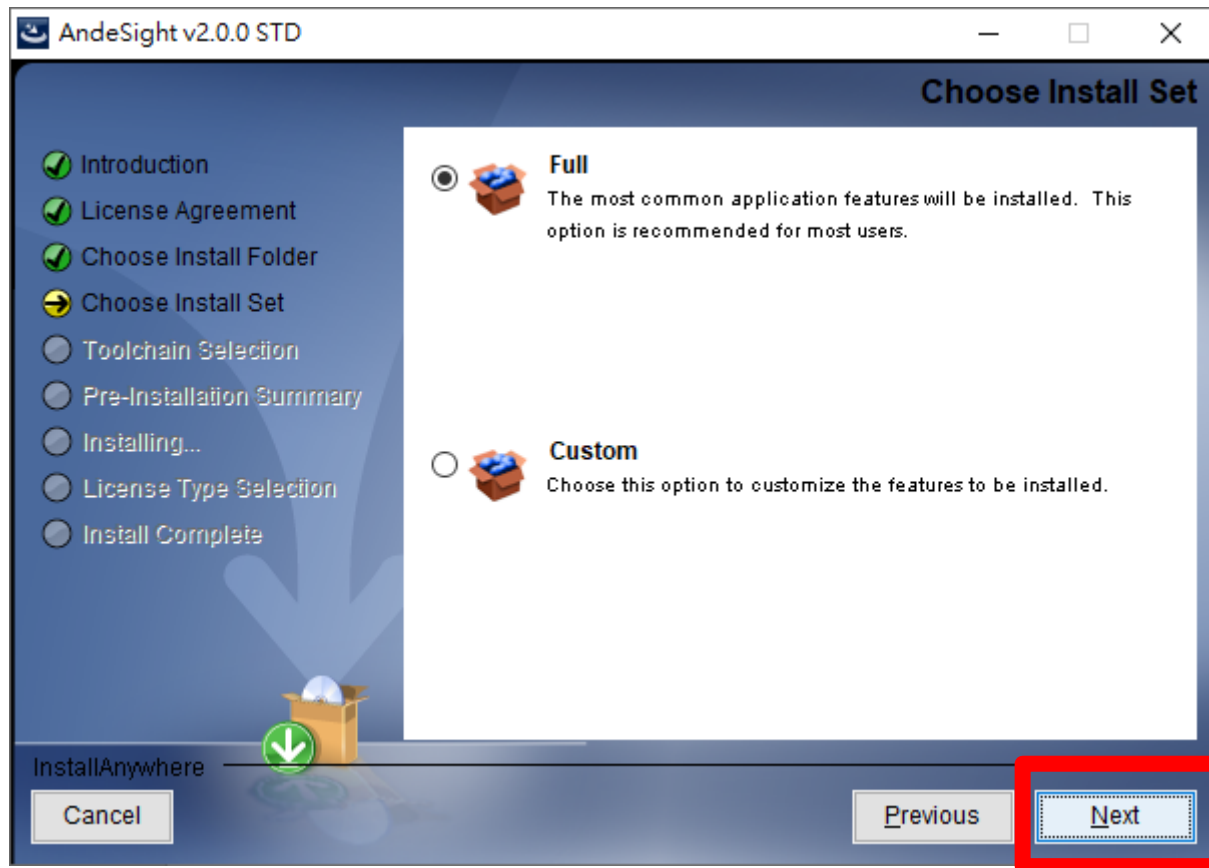 AndeSight v2.0.0 STD
Choose Install Set
Introduction
License Agreement
Choose Install Folder
Choose Install Set
Toolchain Selection
Pre-Installation Summary
Installing...
License Type Selection
Install Complete
Full
The most common application features will be installed. This
option is recommended for most users.
Custom
Choose this option to customize the features to be installed.
InstallAnywhere
Cancel
Previous
Next